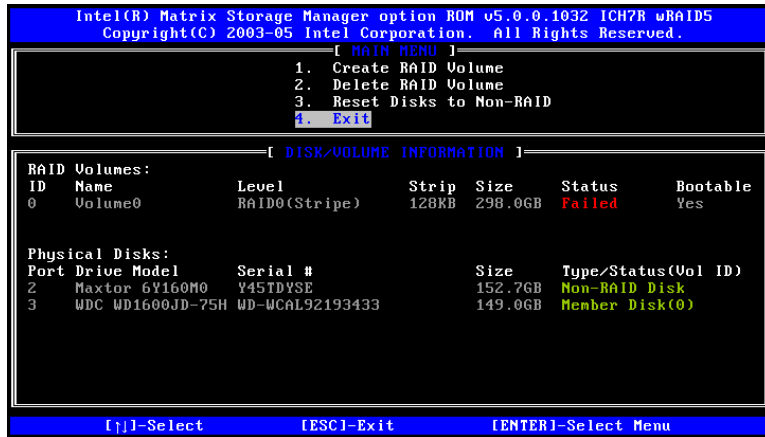 Intel(R) Matrix Storage Manager option ROM v5.0.0.1032 ICH7R wRAID5
Copyright(C) 2003-05 Intel Corporation. All Rights Reserved.
[ MAIN MENU ]
1. Create RAID Volume
2. Delete RAID Volume
3. Reset Disks to Non-RAID
4. Exit
[ DISK/VOLUME INFORMATION ]
RAID Volumes:
ID Name Level Strip Size Status Bootable
0 Volume0 RAID0(Stripe) 128KB 298.0GB Failed Yes
Physical Disks:
Port Drive Model Serial # Size Type/Status(Vol ID)
2 Maxtor 6Y160M0 Y45TDYSE 152.7GB Non-RAID Disk
3 WDC WD1600JD-75H WD-WCAL92193433 149.0GB Member Disk(0)
[↑↓]-Select [ESC]-Exit [ENTER]-Select Menu